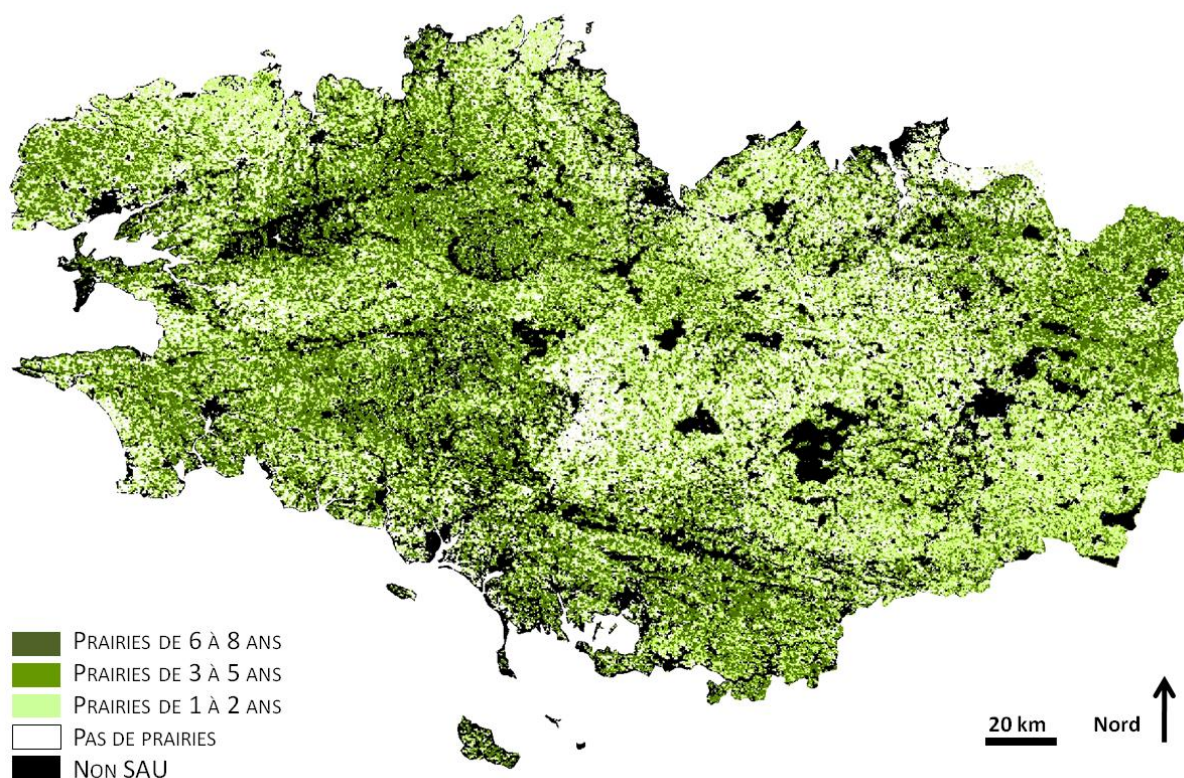 PRAIRIES DE 6 À 8 ANS
PRAIRIES DE 3 À 5 ANS
PRAIRIES DE 1 À 2 ANS
PAS DE PRAIRIES
NON SAU
20 km
Nord